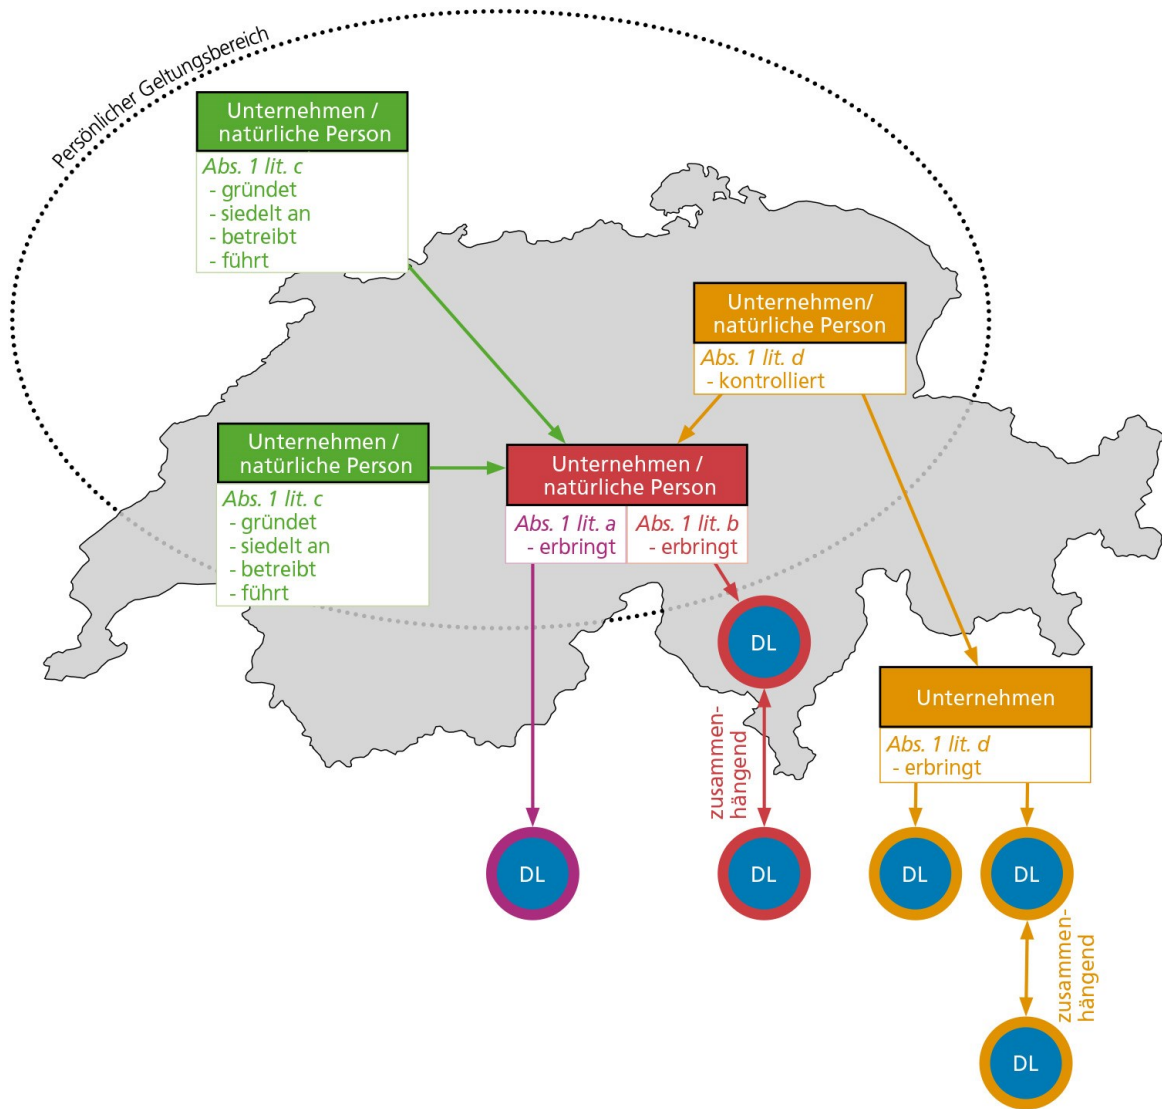 Persönlicher Geltungsbereich
Unternehmen /
natürliche Person
Abs. 1 lit. c
- gründet
- siedelt an
- betreibt
- führt
Unternehmen/
natürliche Person
Abs. 1 lit. d
- kontrolliert
Unternehmen /
natürliche Person
Abs. 1 lit. c
- gründet
- siedelt an
- betreibt
- führt
Unternehmen /
natürliche Person
Abs. 1 lit. a
- erbringt
Abs. 1 lit. b
- erbringt
DL
Unternehmen
Abs. 1 lit. d
- erbringt
zusammen-
hängend
DL
DL
DL
DL
zusammen-
hängend
DL